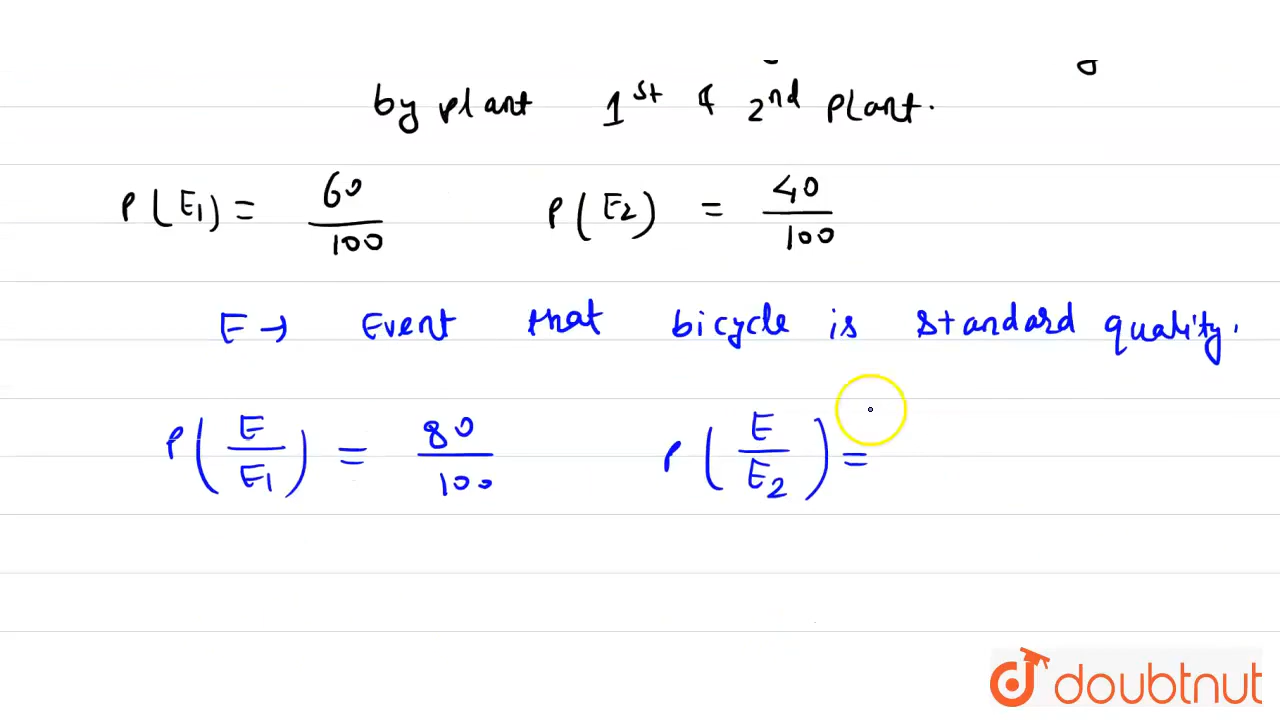 by plant 1st & 2nd plant.
P(E1) = 60/100 P(E2) = 40/100
E → Event that bicycle is standard quality.
P(E/E1) = 80/100 P(E/E2) =
doubtnut